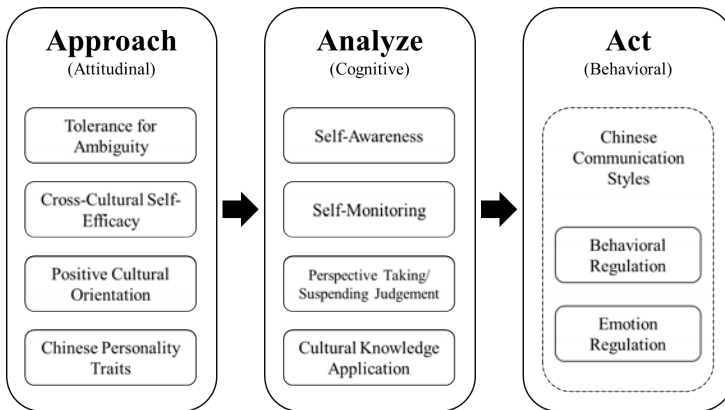 Approach
(Attitudinal)
Tolerance for
Ambiguity
Cross-Cultural Self-
Efficacy
Positive Cultural
Orientation
Chinese Personality
Traits
Analyze
(Cognitive)
Self-Awareness
Self-Monitoring
Perspective Taking/
Suspending Judgement
Cultural Knowledge
Application
Act
(Behavioral)
Chinese
Communication
Styles
Behavioral
Regulation
Emotion
Regulation